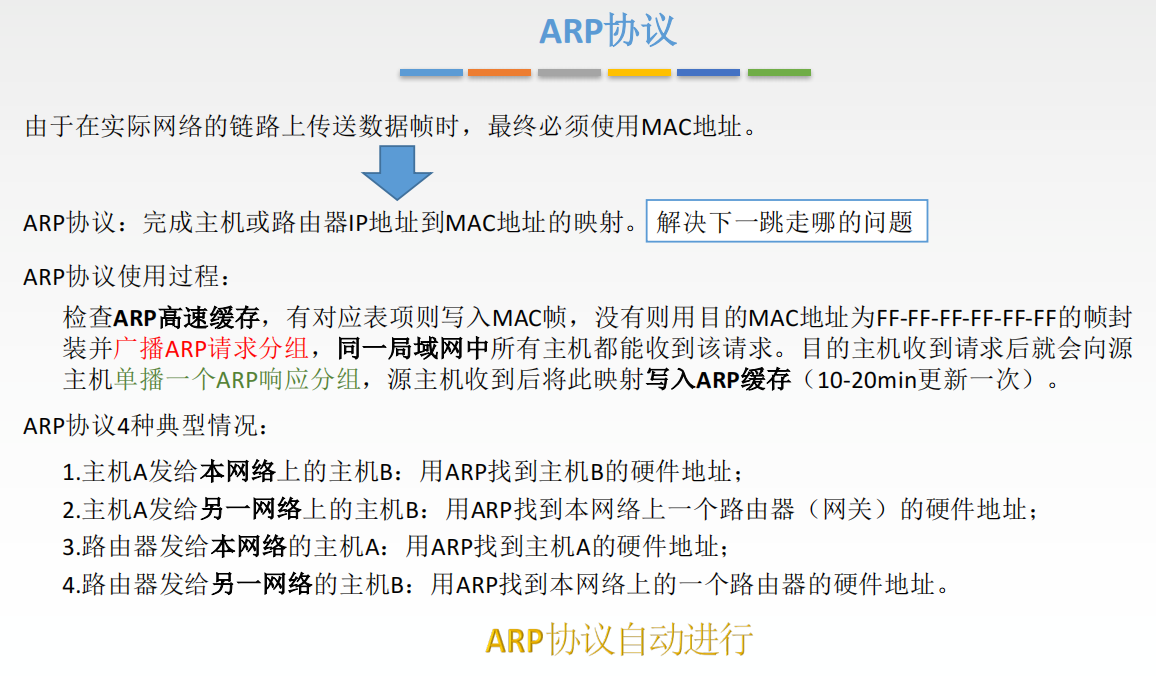 ARP协议
由于在实际网络的链路上传送数据帧时，最终必须使用MAC地址。
ARP协议：完成主机或路由器IP地址到MAC地址的映射。 解决下一跳走哪的问题
ARP协议使用过程：
检查ARP高速缓存，有对应表项则写入MAC帧，没有则用目的MAC地址为FF-FF-FF-FF-FF-FF的帧封
装并广播ARP请求分组，同一局域网中所有主机都能收到该请求。目的主机收到请求后就会向源
主机单播一个ARP响应分组，源主机收到后将此映射写入ARP缓存（10-20min更新一次）。
ARP协议4种典型情况：
1.主机A发给本网络上的主机B：用ARP找到主机B的硬件地址；
2.主机A发给另一网络上的主机B：用ARP找到本网络上一个路由器（网关）的硬件地址；
3.路由器发给本网络的主机A：用ARP找到主机A的硬件地址；
4.路由器发给另一网络的主机B：用ARP找到本网络上的一个路由器的硬件地址。
ARP协议自动进行